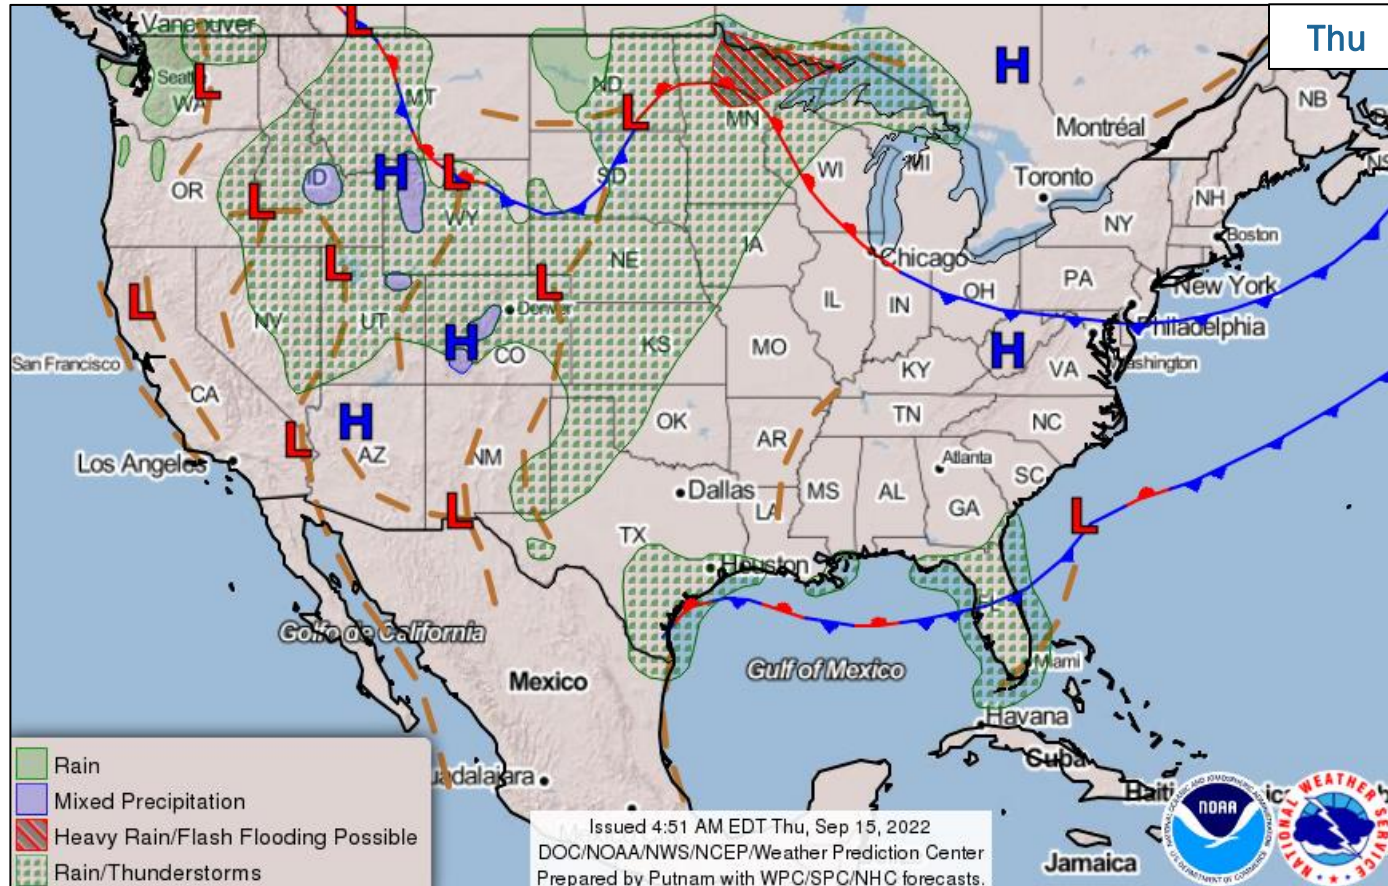 Thu
Vancouver
L
H
Seattle
WA
L
MT
ND
L
MN
NB
Montréal
OR
ID
H
L
WY
SD
WI
MI
Toronto
NH
L
NY
Boston
L
NE
IA
Chicago
PA
New York
L
L
Denver
IL
IN
OH
NV
UT
H
CO
KS
MO
H
Philadelphia
San Francisco
KY
VA
Washington
CA
H
AZ
NM
OK
AR
TN
NC
L
Los Angeles
Atlanta
SC
Dallas
MS
AL
GA
LA
L
TX
L
Houston
FL
Golfo de California
Mexico
Gulf of Mexico
Miami
Havana
Cuba
Rain
Mixed Precipitation
Heavy Rain/Flash Flooding Possible
Rain/Thunderstorms
uadalajara
Haiti
Jamaica
Issued 4:51 AM EDT Thu, Sep 15, 2022
DOC/NOAA/NWS/NCEP/Weather Prediction Center
Prepared by Putnam with WPC/SPC/NHC forecasts.
NOAA
NATIONAL WEATHER SERVICE